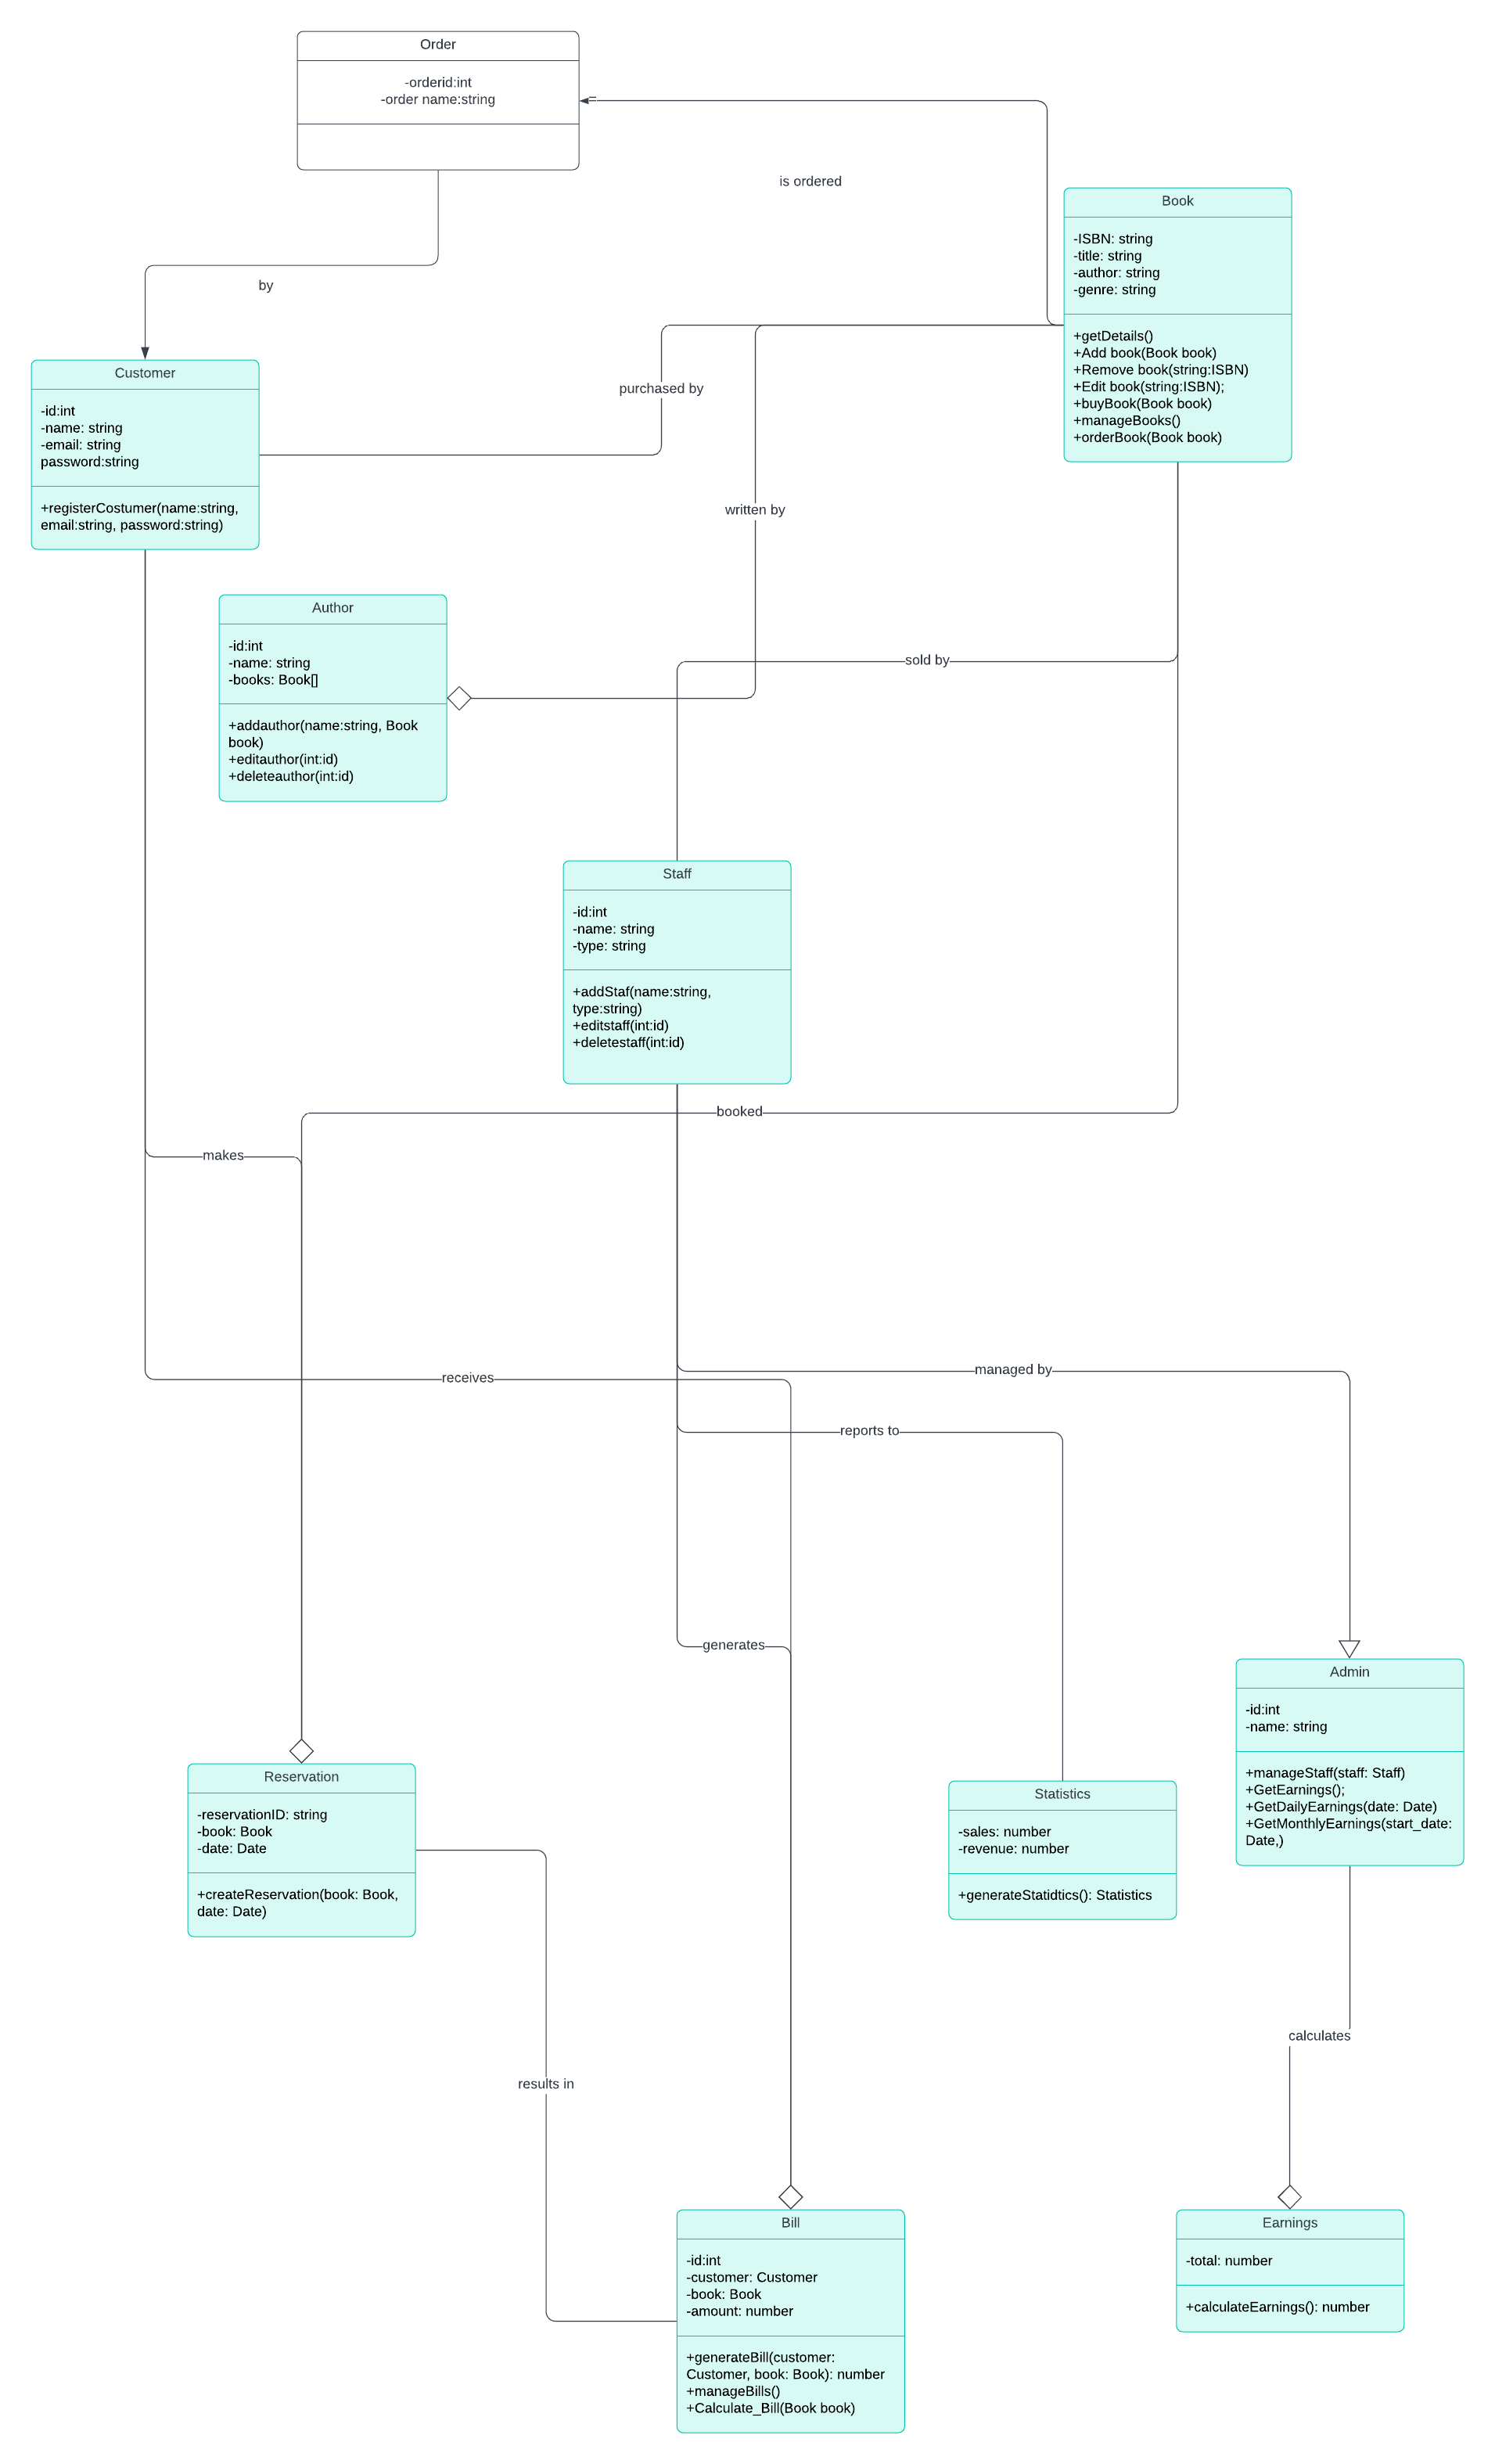 Order
-orderid:int
-order name:string
is ordered
by
Book
-ISBN: string
-title: string
-author: string
-genre: string
+getDetails()
+Add book(Book book)
+Remove book(string:ISBN)
+Edit book(string:ISBN);
+buyBook(Book book)
+manageBooks()
+orderBook(Book book)
Customer
-id:int
-name: string
-email: string
password:string
+registerCostumer(name:string,
email:string, password:string)
purchased by
written by
Author
-id:int
-name: string
-books: Book[]
+addauthor(name:string, Book
book)
+editauthor(int:id)
+deleteauthor(int:id)
sold by
Staff
-id:int
-name: string
-type: string
+addStaf(name:string,
type:string)
+editstaff(int:id)
+deletestaff(int:id)
booked
makes
managed by
receives
reports to
generates
Admin
-id:int
-name: string
+manageStaff(staff: Staff)
+GetEarnings();
+GetDailyEarnings(date: Date)
+GetMonthlyEarnings(start_date:
Date,)
Reservation
-reservationID: string
-book: Book
-date: Date
+createReservation(book: Book,
date: Date)
Statistics
-sales: number
-revenue: number
+generateStatidtics(): Statistics
calculates
results in
Bill
-id:int
-customer: Customer
-book: Book
-amount: number
+generateBill(customer:
Customer, book: Book): number
+manageBills()
+Calculate_Bill(Book book)
Earnings
-total: number
+calculateEarnings(): number